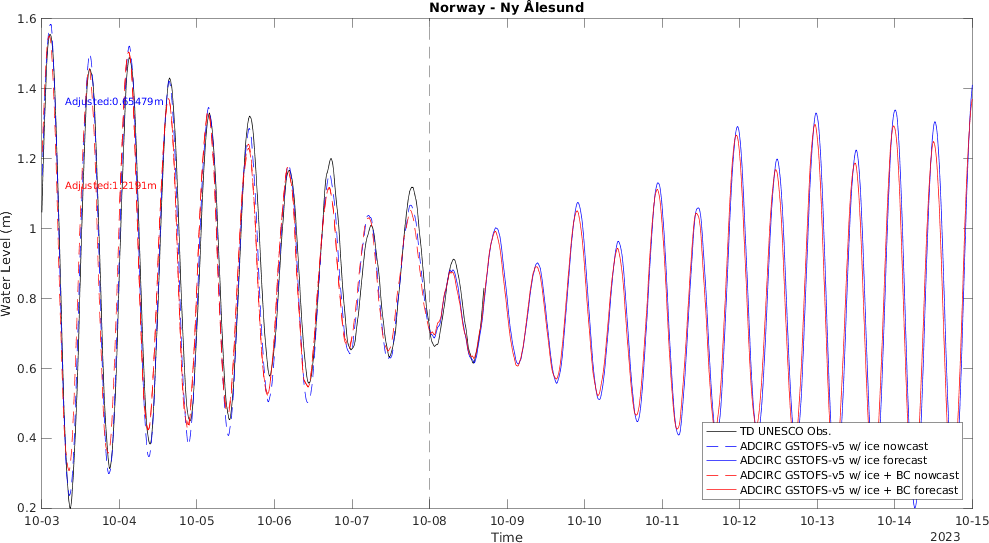 Norway - Ny Ålesund
1.6
1.4
1.2
1
0.8
0.6
0.4
0.2
Water Level (m)
Adjusted:0.65479m
Adjusted:1.2191m
TD UNESCO Obs.
ADCIRC GSTOFS-v5 w/ ice nowcast
ADCIRC GSTOFS-v5 w/ ice forecast
ADCIRC GSTOFS-v5 w/ ice + BC nowcast
ADCIRC GSTOFS-v5 w/ ice + BC forecast
10-03 10-04 10-05 10-06 10-07 10-08 10-09 10-10 10-11 10-12 10-13 10-14 10-15
Time
2023